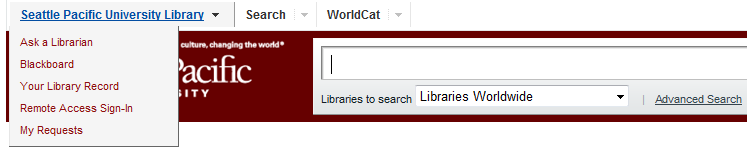 Seattle Pacific University Library Search WorldCat
Ask a Librarian
Blackboard
Your Library Record
Remote Access Sign-In
My Requests
culture, changing the world®
Pacific
SITY
Libraries to search Libraries Worldwide | Advanced Search